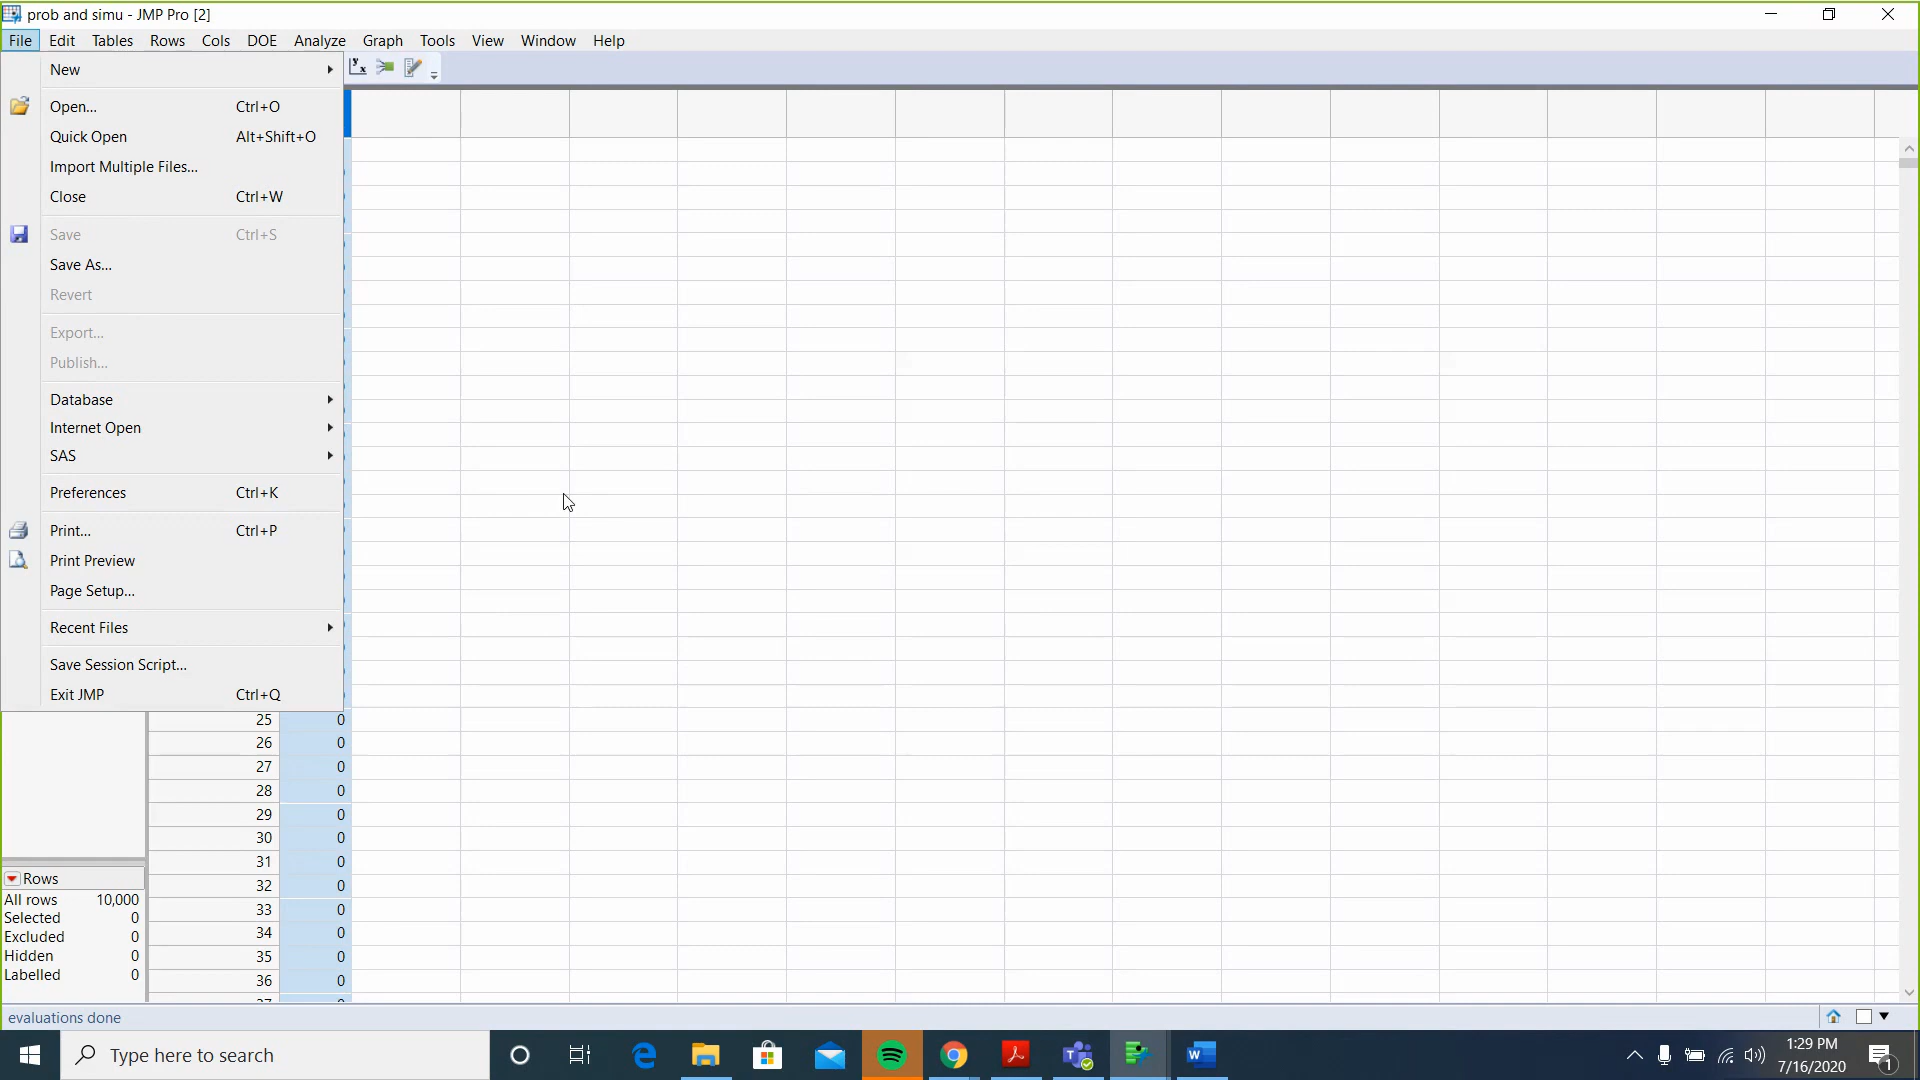 prob and simu - JMP Pro [2]
File Edit Tables Rows Cols DOE Analyze Graph Tools View Window Help
New
Open... Ctrl+O
Quick Open Alt+Shift+O
Import Multiple Files...
Close Ctrl+W
Save Ctrl+S
Save As...
Revert
Export...
Publish...
Database
Internet Open
SAS
Preferences Ctrl+K
Print... Ctrl+P
Print Preview
Page Setup...
Recent Files
Save Session Script...
Exit JMP Ctrl+Q
25 0
26 0
27 0
28 0
29 0
30 0
31 0
32 0
33 0
34 0
35 0
36 0
Rows
All rows 10,000
Selected 0
Excluded 0
Hidden 0
Labelled 0
evaluations done
Type here to search
1:29 PM
7/16/2020
1